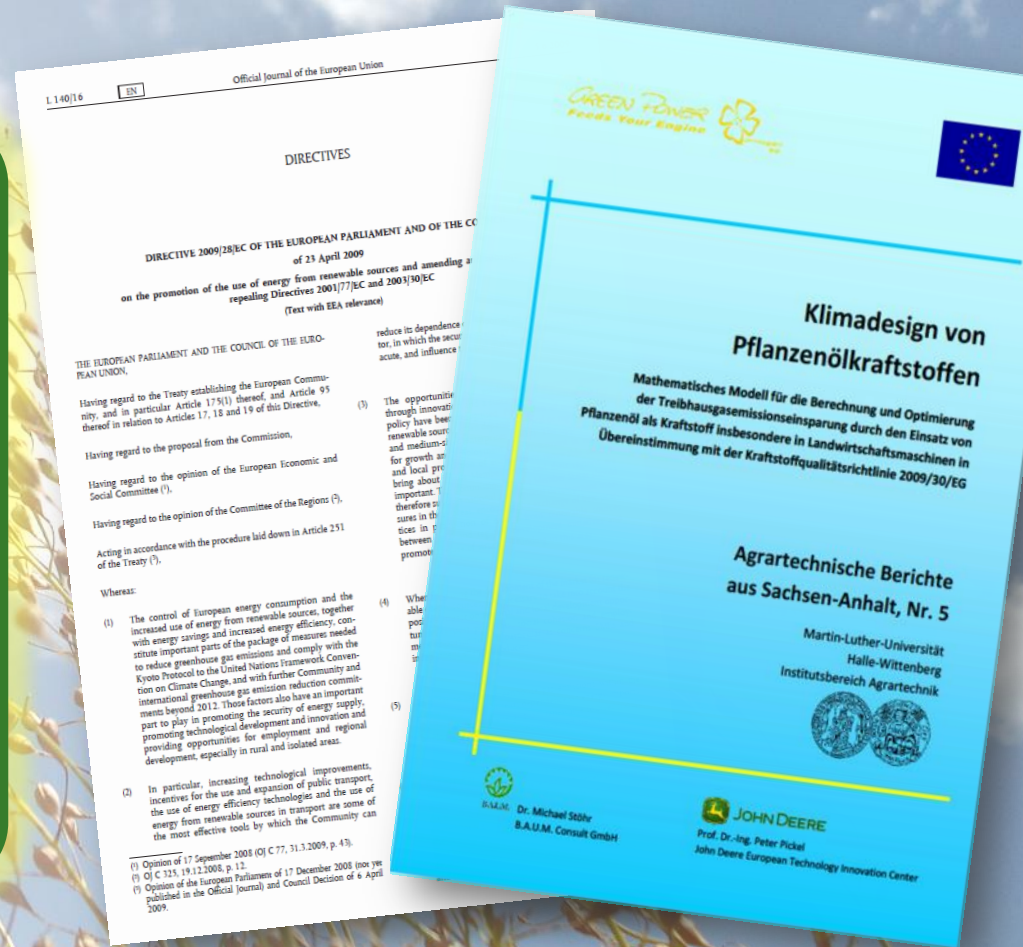 L 140/16
EN
Official Journal of the European Union
DIRECTIVES
DIRECTIVE 2009/28/EC OF THE EUROPEAN PARLIAMENT AND OF THE CO
of 23 April 2009
on the promotion of the use of energy from renewable sources and amending a
repealing Directives 2001/77/EC and 2003/30/EC
(Text with EEA relevance)
THE EUROPEAN PARLIAMENT AND THE COUNCIL OF THE EURO-
PEAN UNION,
Having regard to the Treaty establishing the European Commu-
nity, and in particular Article 175(1) thereof, and Article 95
thereof in relation to Articles 17, 18 and 19 of this Directive,
Having regard to the proposal from the Commission,
Having regard to the opinion of the European Economic and
Social Committee (¹),
Having regard to the opinion of the Committee of the Regions (²),
Acting in accordance with the procedure laid down in Article 251
of the Treaty (³),
Whereas:
(1) The control of European energy consumption and the
increased use of energy from renewable sources, together
with energy savings and increased energy efficiency, con-
stitute important parts of the package of measures needed
to reduce greenhouse gas emissions and comply with the
Kyoto Protocol to the United Nations Framework Conven-
tion on Climate Change, and with further Community and
international greenhouse gas emission reduction commit-
ments beyond 2012. Those factors also have an important
part to play in promoting the security of energy supply,
promoting technological development and innovation and
providing opportunities for employment and regional
development, especially in rural and isolated areas.
(2) In particular, increasing technological improvements,
incentives for the use and expansion of public transport,
the use of energy efficiency technologies and the use of
energy from renewable sources in transport are some of
the most effective tools by which the Community can
(¹) Opinion of 17 September 2008 (OJ C 77, 31.3.2009, p. 43).
(²) OJ C 325, 19.12.2008, p. 12.
(³) Opinion of the European Parliament of 17 December 2008 (not yet
published in the Official Journal) and Council Decision of 6 April
2009.
reduce its dependence
tor, in which the secu
acute, and influence
(3) The opportunitie
through innovati
policy have been
renewable sourc
and medium-s
for growth an
and local pro
bring about
important. T
therefore su
sures in th
tices in p
between
promot
(4) Wher
able
pos
tur
m
in
(5)
GREEN POWER
Feeds Your Engine
Klimadesign von
Pflanzenölkraftstoffen
Mathematisches Modell für die Berechnung und Optimierung
der Treibhausgasemissionseinsparung durch den Einsatz von
Pflanzenöl als Kraftstoff insbesondere in Landwirtschaftsmaschinen in
Übereinstimmung mit der Kraftstoffqualitätsrichtlinie 2009/30/EG
Agrartechnische Berichte
aus Sachsen-Anhalt, Nr. 5
Martin-Luther-Universität
Halle-Wittenberg
Institutsbereich Agrartechnik
B.A.U.M.
Dr. Michael Stöhr
B.A.U.M. Consult GmbH
JOHN DEERE
Prof. Dr.-Ing. Peter Pickel
John Deere European Technology Innovation Center